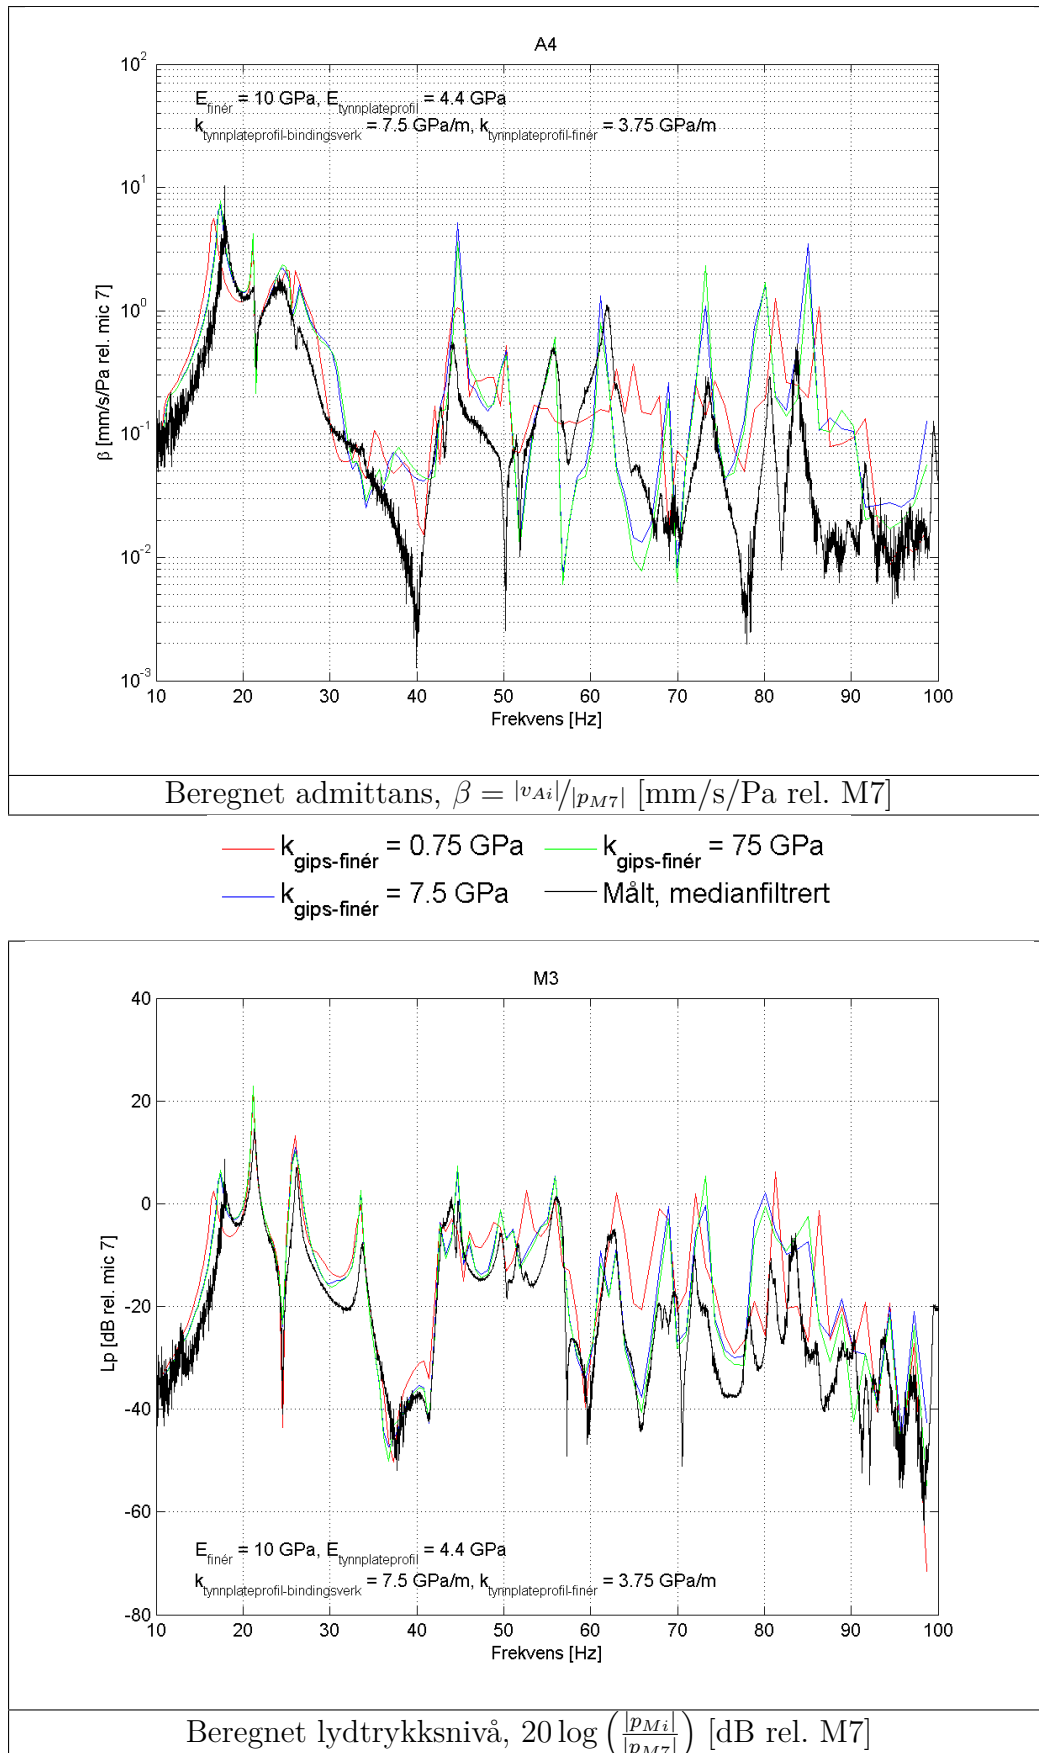 A4
10^2
E_finér = 10 GPa, E_tynnplateprofil = 4.4 GPa
k_tynnplateprofil-bindingsverk = 7.5 GPa/m, k_tynnplateprofil-finér = 3.75 GPa/m
10^1
10^0
10^-1
10^-2
10^-3
β [mm/s/Pa rel. mic 7]
10 20 30 40 50 60 70 80 90 100
Frekvens [Hz]
Beregnet admittans, β = |v_Ai|/|p_M7| [mm/s/Pa rel. M7]
k_gips-finér = 0.75 GPa k_gips-finér = 75 GPa
k_gips-finér = 7.5 GPa Målt, medianfiltrert
M3
40
20
0
-20
-40
-60
-80
Lp [dB rel. mic 7]
E_finér = 10 GPa, E_tynnplateprofil = 4.4 GPa
k_tynnplateprofil-bindingsverk = 7.5 GPa/m, k_tynnplateprofil-finér = 3.75 GPa/m
10 20 30 40 50 60 70 80 90 100
Frekvens [Hz]
Beregnet lydtrykksnivå, 20 log (|p_Mi|/|p_M7|) [dB rel. M7]